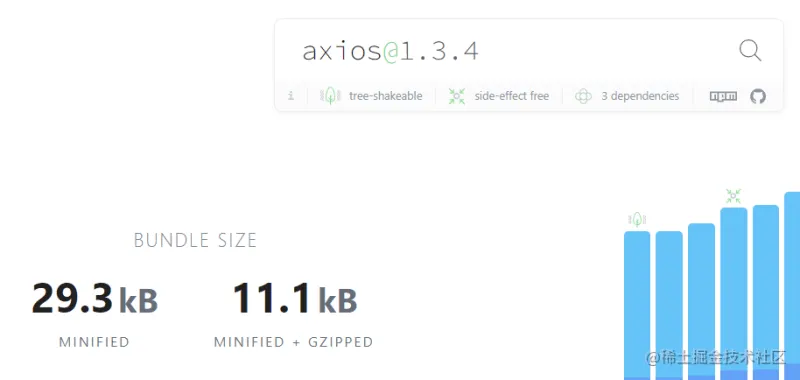 axios@1.3.4
i tree-shakeable side-effect free 3 dependencies npm
BUNDLE SIZE
29.3 kB 11.1 kB
MINIFIED MINIFIED + GZIPPED
@稀土掘金技术社区